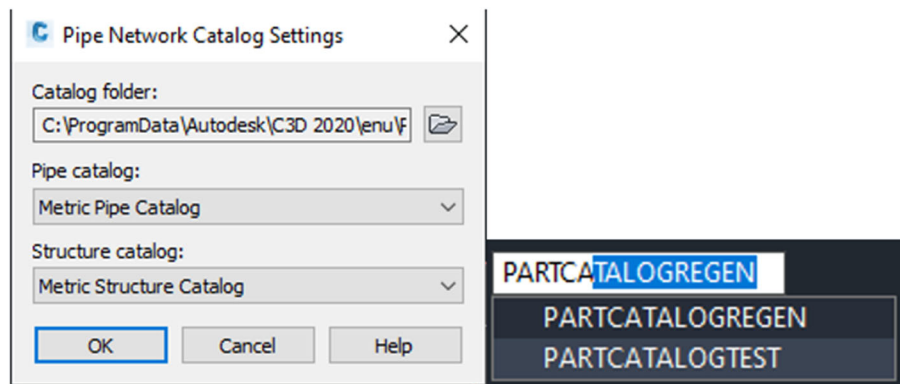 Pipe Network Catalog Settings
Catalog folder:
C:\ProgramData\Autodesk\C3D 2020\enu\
Pipe catalog:
Metric Pipe Catalog
Structure catalog:
Metric Structure Catalog
OK Cancel Help
PARTCATALOGREGEN
PARTCATALOGREGEN
PARTCATALOGTEST